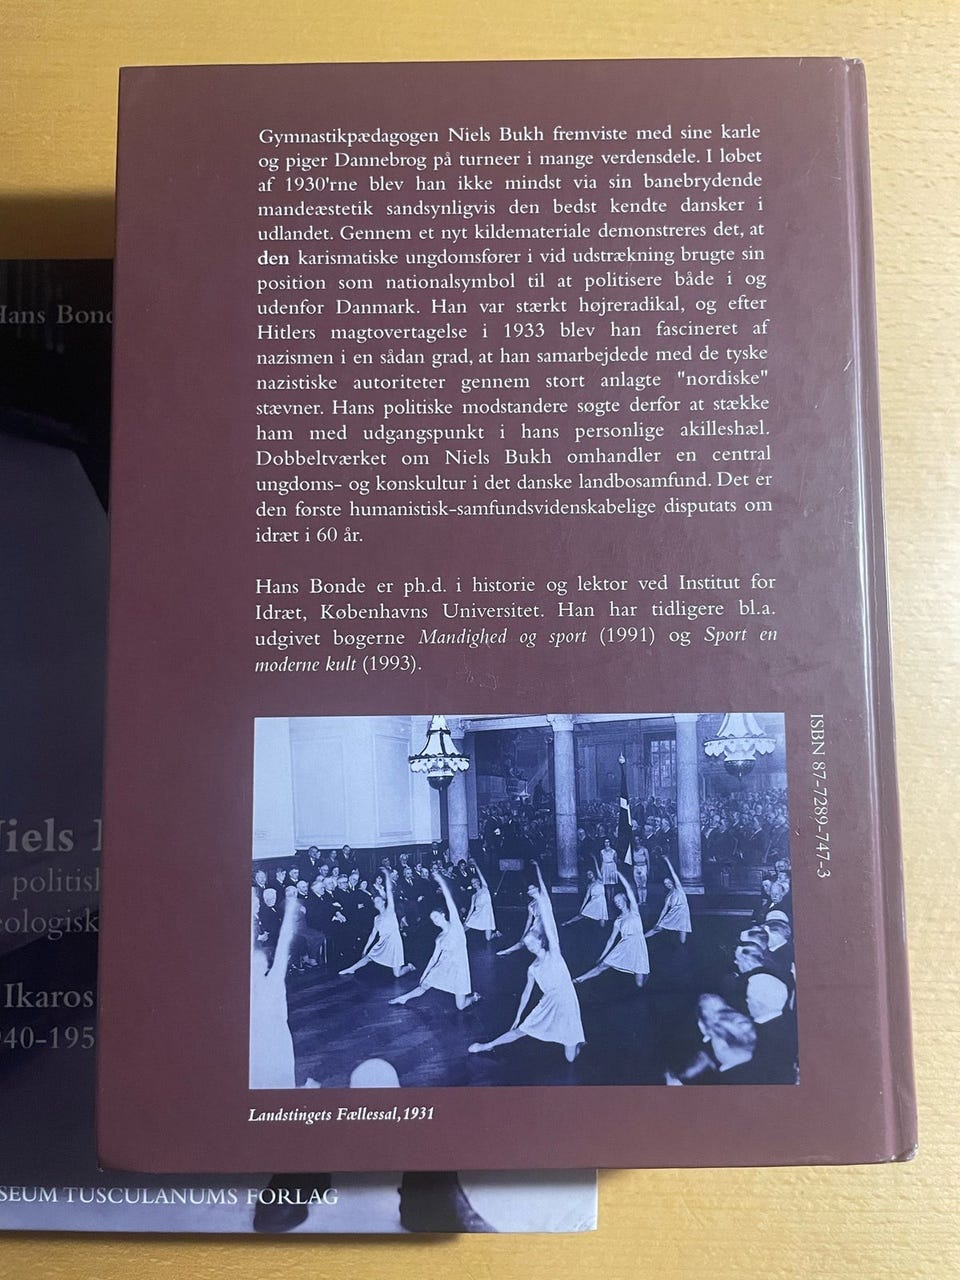 Gymnastikpædagogen Niels Bukh fremviste med sine karle
og piger Dannebrog på turneer i mange verdensdele. I løbet
af 1930'rne blev han ikke mindst via sin banebrydende
mandeæstetik sandsynligvis den bedst kendte dansker i
udlandet. Gennem et nyt kildemateriale demonstreres det, at
den karismatiske ungdomsfører i vid udstrækning brugte sin
position som nationalsymbol til at politisere både i og
udenfor Danmark. Han var stærkt højreradikal, og efter
Hitlers magtovertagelse i 1933 blev han fascineret af
nazismen i en sådan grad, at han samarbejdede med de tyske
nazistiske autoriteter gennem stort anlagte "nordiske"
stævner. Hans politiske modstandere søgte derfor at stække
ham med udgangspunkt i hans personlige akilleshæl.
Dobbeltværket om Niels Bukh omhandler en central
ungdoms- og kønskultur i det danske landbosamfund. Det er
den første humanistisk-samfundsvidenskabelige disputats om
idræt i 60 år.
Hans Bonde er ph.d. i historie og lektor ved Institut for
Idræt, Københavns Universitet. Han har tidligere bl.a.
udgivet bøgerne Mandighed og sport (1991) og Sport en
moderne kult (1993).
ISBN 87-7289-747-3
Landstingets Fællessal, 1931
Hans Bond
Niels
politis
eologisk
Ikaros
940-195
SEUM TUSCULANUMS FORLAG